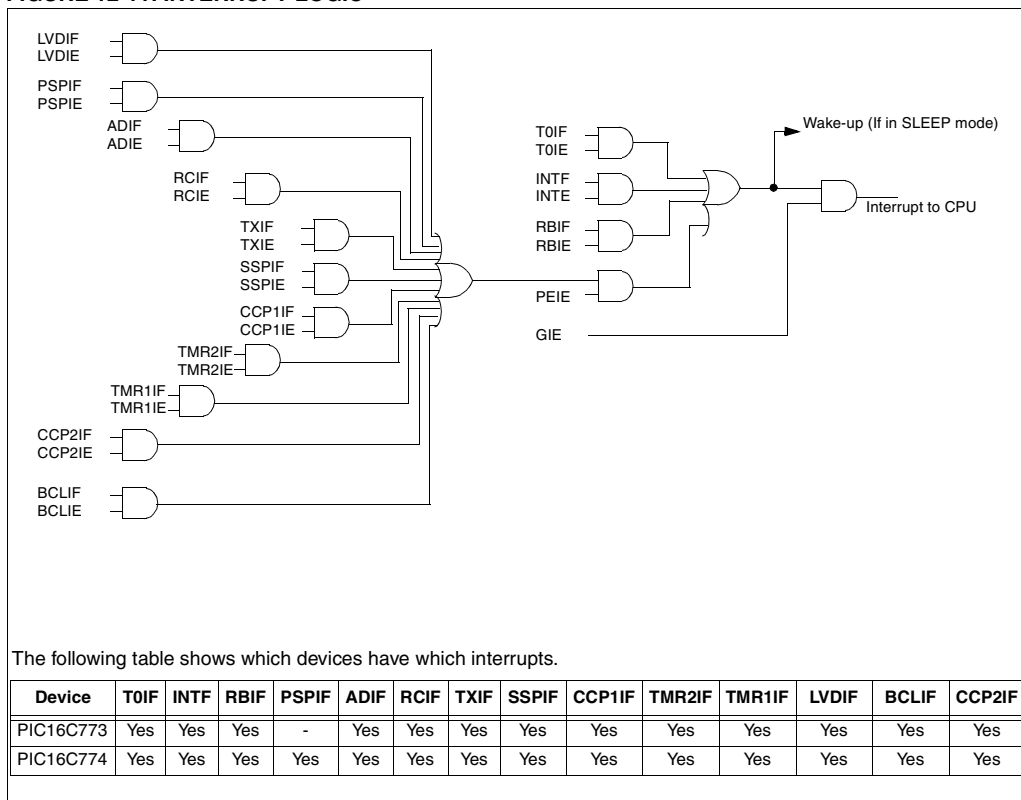 LVDIF
LVDIE
PSPIF
PSPIE
ADIF
ADIE
RCIF
RCIE
TXIF
TXIE
SSPIF
SSPIE
CCP1IF
CCP1IE
TMR2IF
TMR2IE
TMR1IF
TMR1IE
CCP2IF
CCP2IE
BCLIF
BCLIE
T0IF
T0IE
INTF
INTE
RBIF
RBIE
PEIE
GIE
Wake-up (If in SLEEP mode)
Interrupt to CPU
The following table shows which devices have which interrupts.
Device T0IF INTF RBIF PSPIF ADIF RCIF TXIF SSPIF CCP1IF TMR2IF TMR1IF LVDIF BCLIF CCP2IF
PIC16C773 Yes Yes Yes - Yes Yes Yes Yes Yes Yes Yes Yes Yes Yes
PIC16C774 Yes Yes Yes Yes Yes Yes Yes Yes Yes Yes Yes Yes Yes Yes